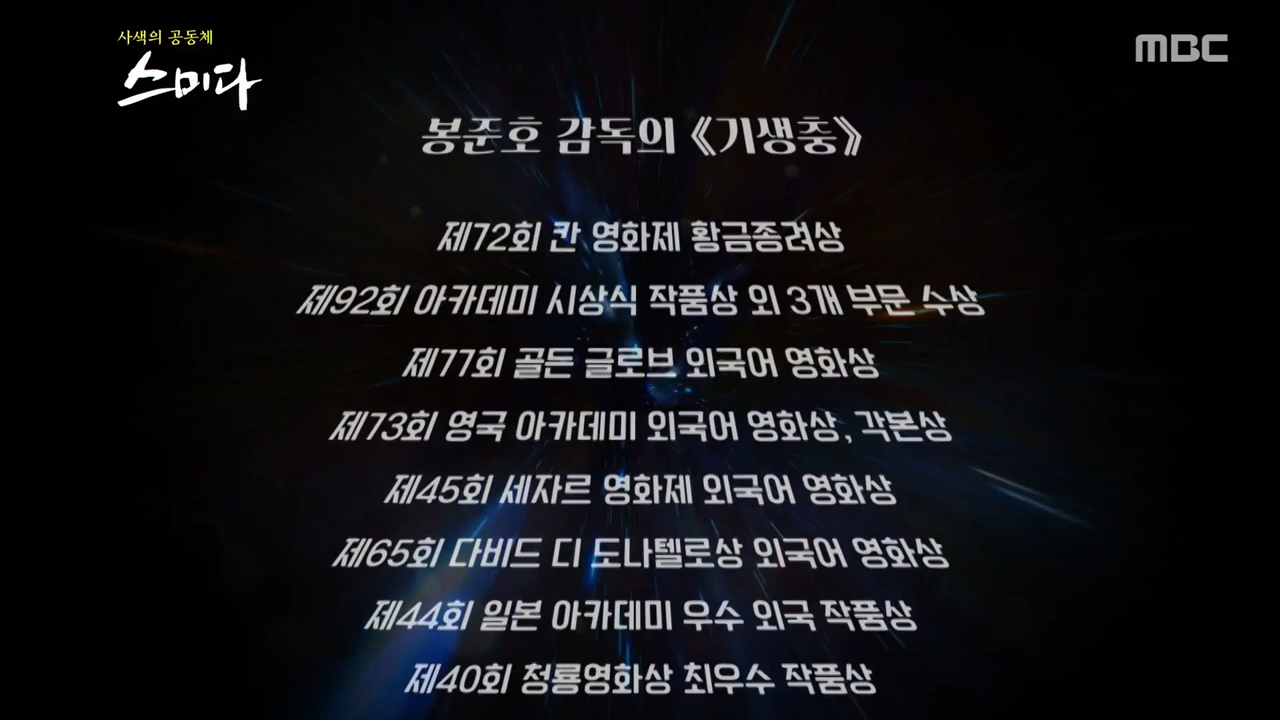 사색의 공동체
스미다
MBC
봉준호 감독의 《기생충》
제72회 칸 영화제 황금종려상
제92회 아카데미 시상식 작품상 외 3개 부문 수상
제77회 골든 글로브 외국어 영화상
제73회 영국 아카데미 외국어 영화상, 각본상
제45회 세자르 영화제 외국어 영화상
제65회 다비드 디 도나텔로상 외국어 영화상
제44회 일본 아카데미 우수 외국 작품상
제40회 청룡영화상 최우수 작품상